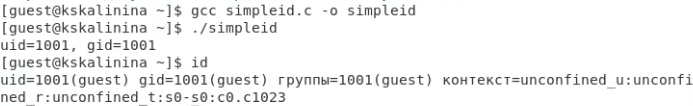 [guest@kskalinina ~]$ gcc simpleid.c -o simpleid
[guest@kskalinina ~]$ ./simpleid
uid=1001, gid=1001
[guest@kskalinina ~]$ id
uid=1001(guest) gid=1001(guest) группы=1001(guest) контекст=unconfined_u:unconfi
ned_r:unconfined_t:s0-s0:c0.c1023